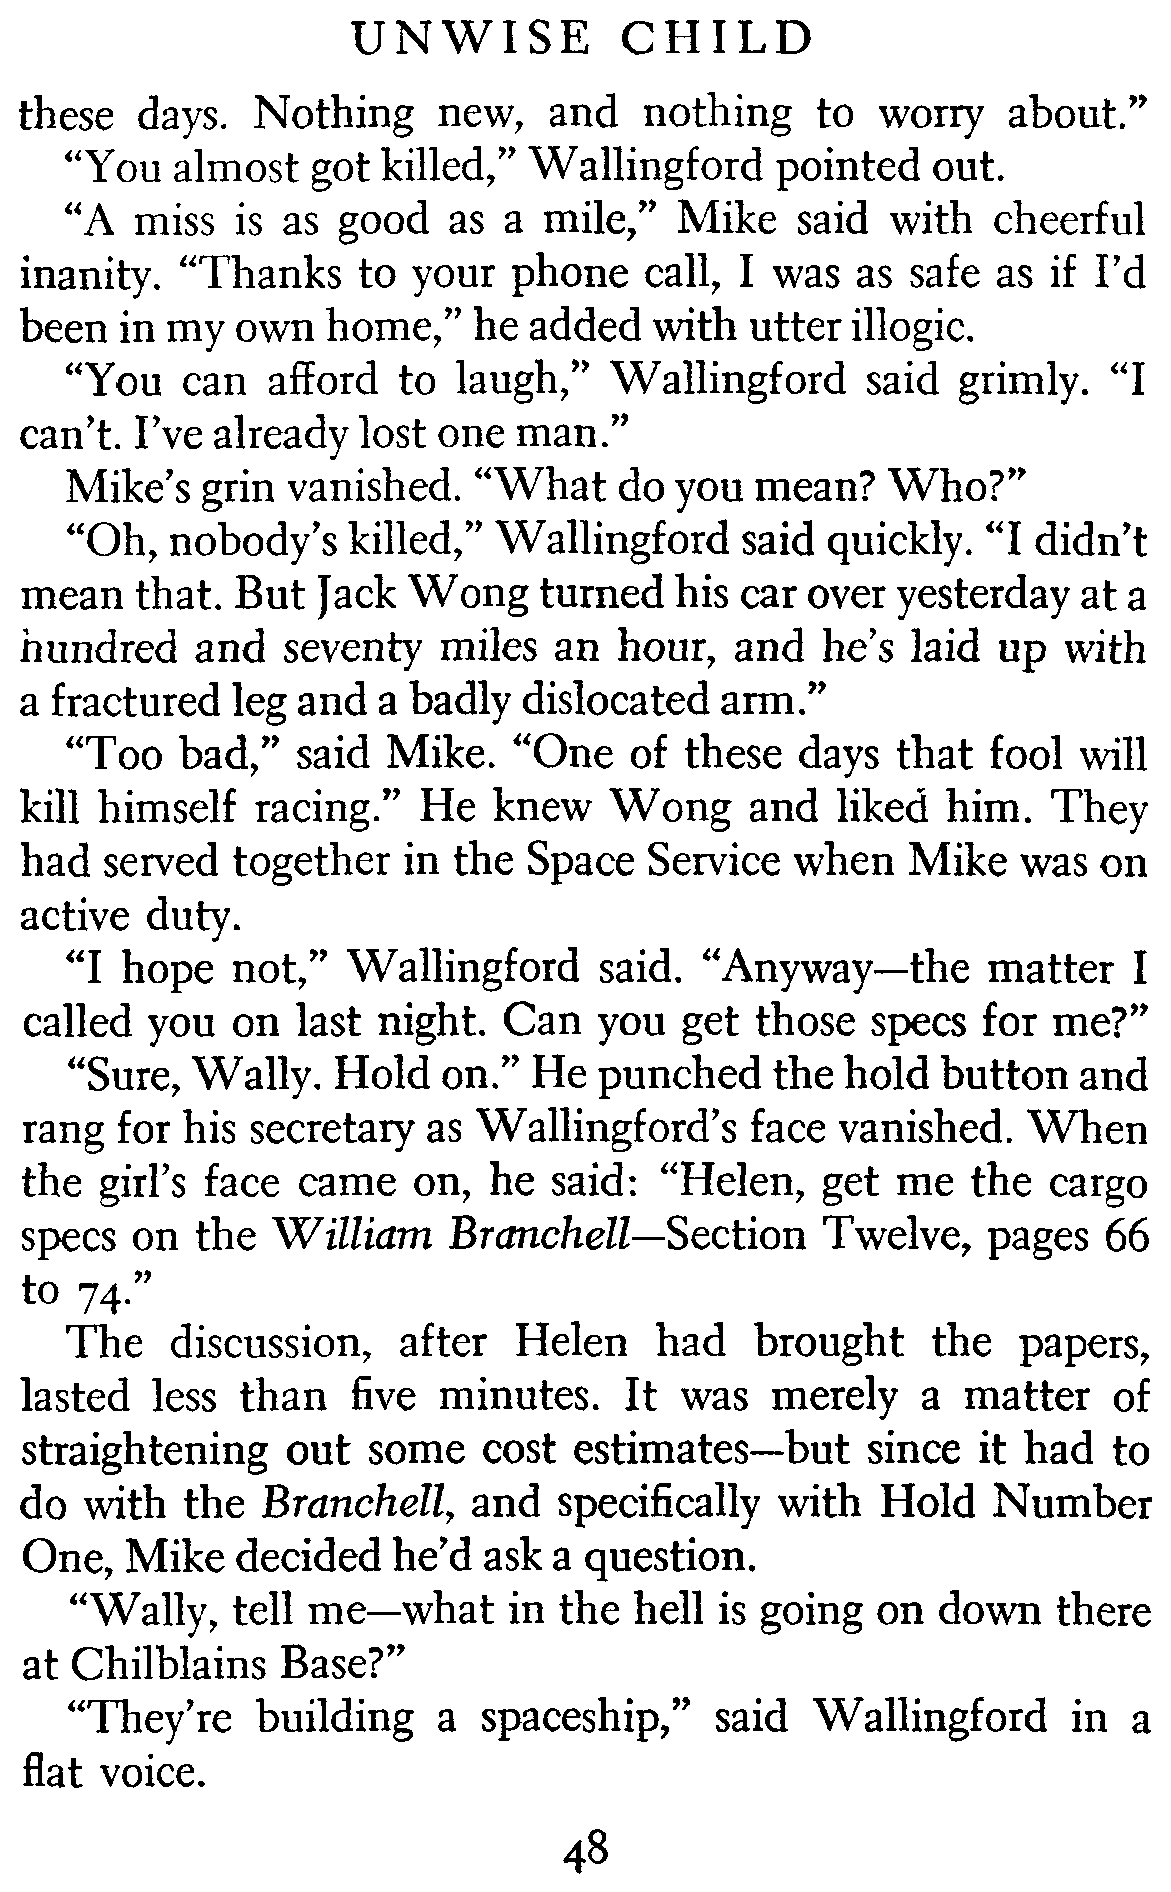 UNWISE CHILD
these days. Nothing new, and nothing to worry about.”
“You almost got killed,” Wallingford pointed out.
“A miss is as good as a mile,” Mike said with cheerful
inanity. “Thanks to your phone call, I was as safe as if I’d
been in my own home,” he added with utter illogic.
“You can afford to laugh,” Wallingford said grimly. “I
can’t. I’ve already lost one man.”
Mike’s grin vanished. “What do you mean? Who?”
“Oh, nobody’s killed,” Wallingford said quickly. “I didn’t
mean that. But Jack Wong turned his car over yesterday at a
hundred and seventy miles an hour, and he’s laid up with
a fractured leg and a badly dislocated arm.”
“Too bad,” said Mike. “One of these days that fool will
kill himself racing.” He knew Wong and liked him. They
had served together in the Space Service when Mike was on
active duty.
“I hope not,” Wallingford said. “Anyway—the matter I
called you on last night. Can you get those specs for me?”
“Sure, Wally. Hold on.” He punched the hold button and
rang for his secretary as Wallingford’s face vanished. When
the girl’s face came on, he said: “Helen, get me the cargo
specs on the William Branchell—Section Twelve, pages 66
to 74.”
The discussion, after Helen had brought the papers,
lasted less than five minutes. It was merely a matter of
straightening out some cost estimates—but since it had to
do with the Branchell, and specifically with Hold Number
One, Mike decided he’d ask a question.
“Wally, tell me—what in the hell is going on down there
at Chilblains Base?”
“They’re building a spaceship,” said Wallingford in a
flat voice.
48